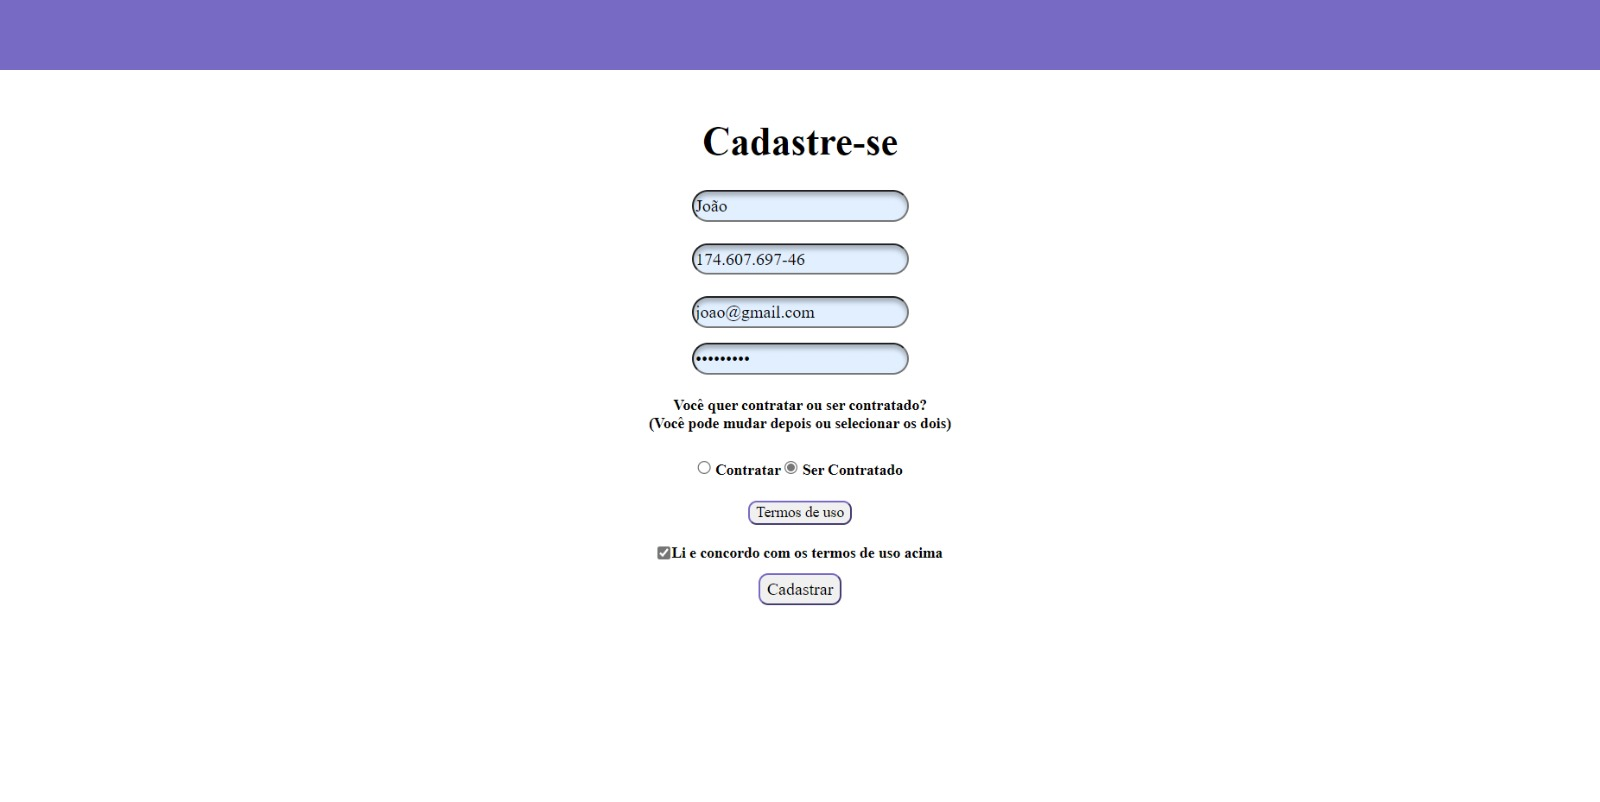 Cadastre-se
João
174.607.697-46
joao@gmail.com
•••••••••
Você quer contratar ou ser contratado?
(Você pode mudar depois ou selecionar os dois)
Contratar Ser Contratado
Termos de uso
Li e concordo com os termos de uso acima
Cadastrar